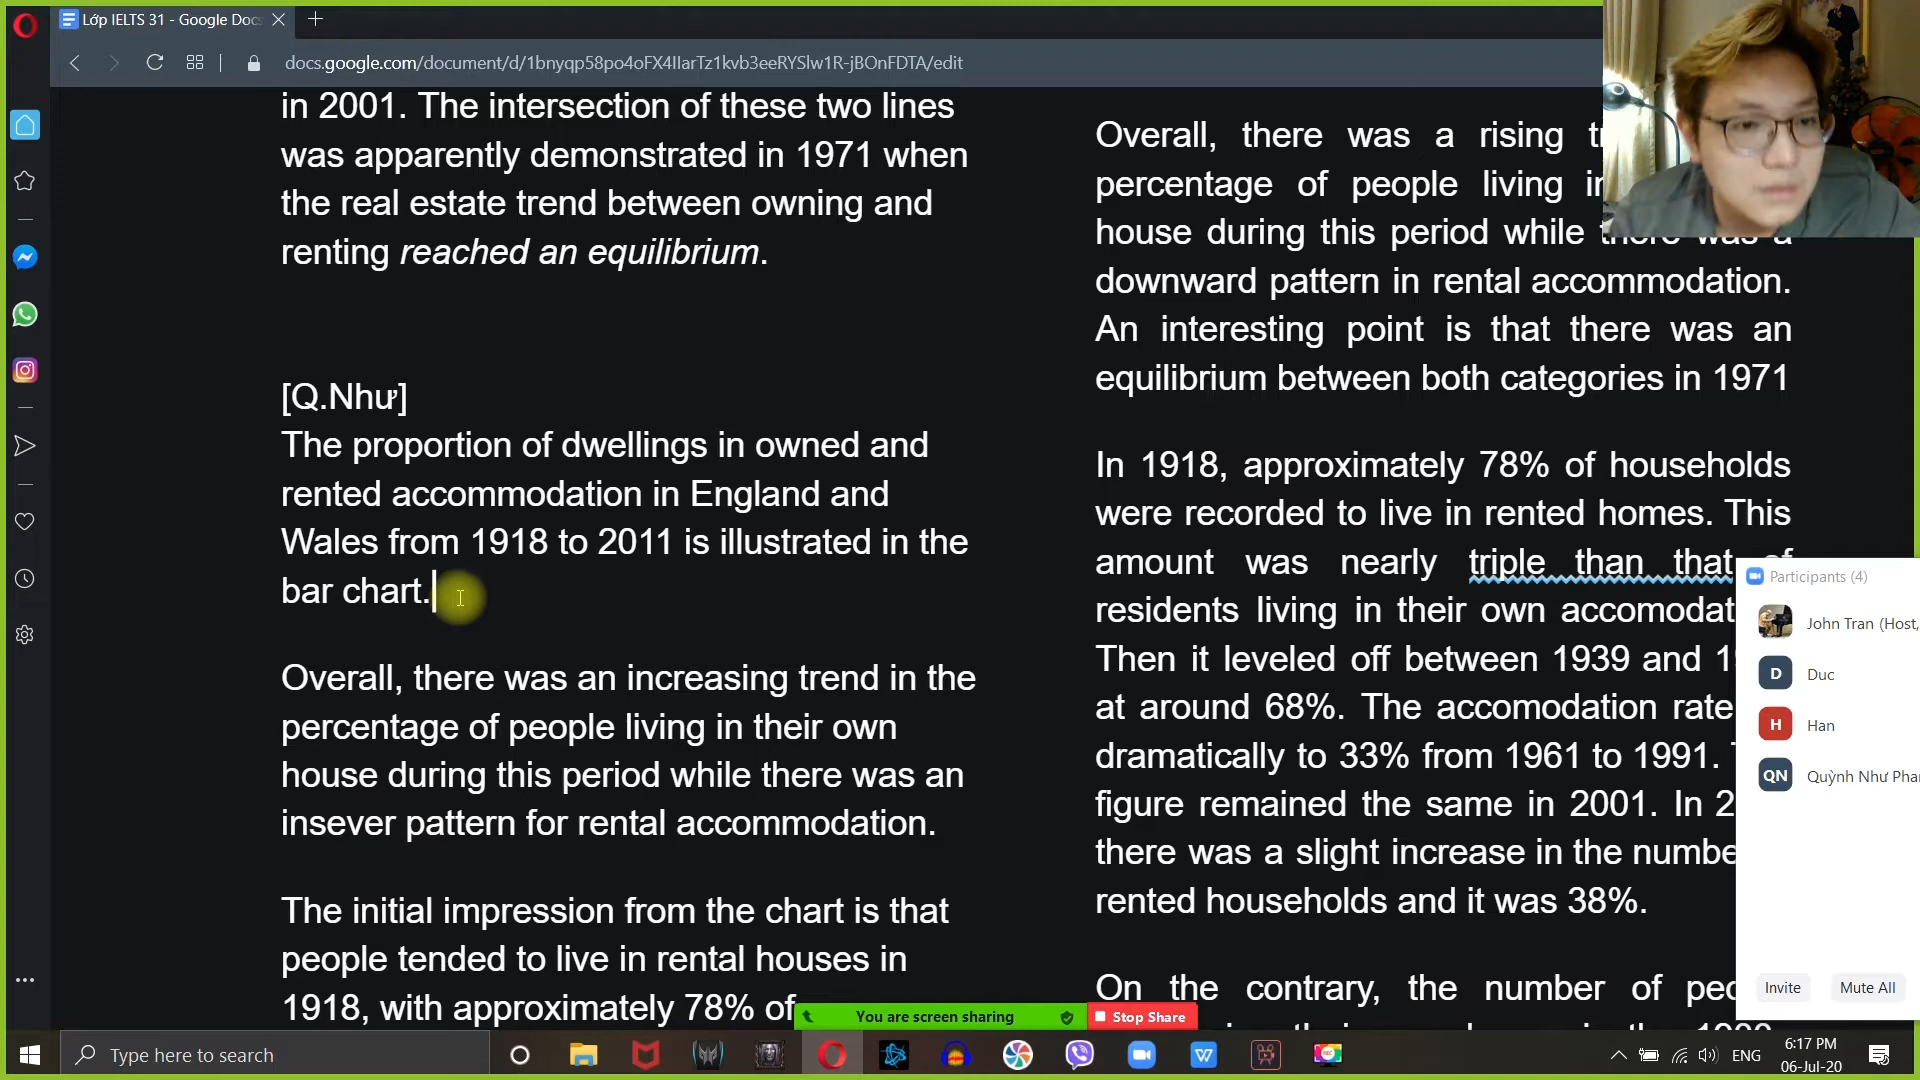 Lớp IELTS 31 - Google Docs
docs.google.com/document/d/1bnyqp58po4oFX4IIarTz1kvb3eeRYSlw1R-jBOnFDTA/edit
in 2001. The intersection of these two lines
was apparently demonstrated in 1971 when
the real estate trend between owning and
renting reached an equilibrium.
[Q.Như]
The proportion of dwellings in owned and
rented accommodation in England and
Wales from 1918 to 2011 is illustrated in the
bar chart.
Overall, there was an increasing trend in the
percentage of people living in their own
house during this period while there was an
insever pattern for rental accommodation.
The initial impression from the chart is that
people tended to live in rental houses in
1918, with approximately 78% of
Overall, there was a rising
percentage of people living
house during this period while there was a
downward pattern in rental accommodation.
An interesting point is that there was an
equilibrium between both categories in 1971
In 1918, approximately 78% of households
were recorded to live in rented homes. This
amount was nearly triple than that of
residents living in their own
Then it leveled off between 1939 and
at around 68%. The accomodation rate
dramatically to 33% from 1961 to 1991.
figure remained the same in 2001. In
there was a slight increase in the
rented households and it was 38%.
On the contrary, the number of
Participants (4)
John Tran (Host,
D Duc
H Han
QN Quỳnh Như
Invite Mute All
You are screen sharing Stop Share
Type here to search
ENG
6:17 PM
06-Jul-20